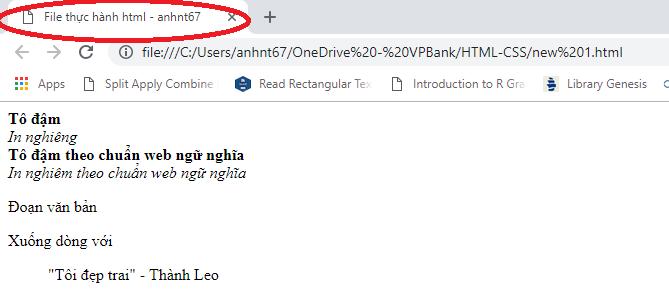 File thực hành html - anhnt67
file:///C:/Users/anhnt67/OneDrive%20-%20VPBank/HTML-CSS/new%201.html
Apps Split Apply Combine Read Rectangular Tex Introduction to R Gra Library Genesis
Tô đậm
In nghiêng
Tô đậm theo chuẩn web ngữ nghĩa
In nghiêm theo chuẩn web ngữ nghĩa
Đoạn văn bản
Xuống dòng với
"Tôi đẹp trai" - Thành Leo